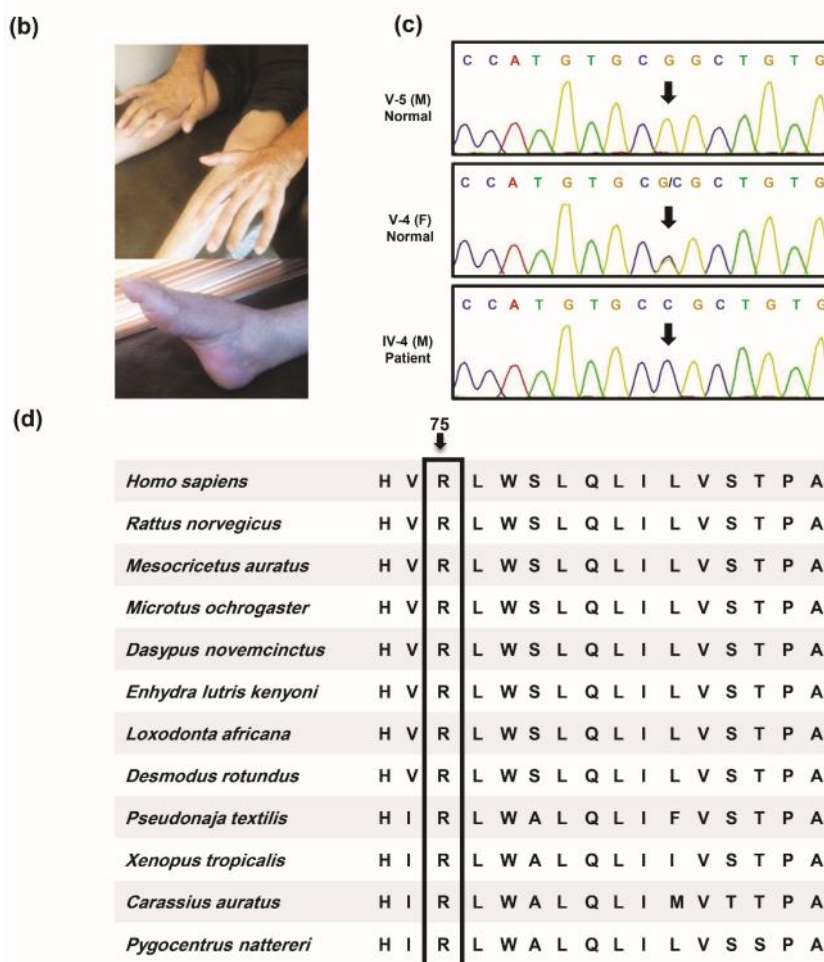 (b)
(c)
C C A T G T G C G G C T G T G
V-5 (M)
Normal
C C A T G T G C G/C G C T G T G
V-4 (F)
Normal
C C A T G T G C C G C T G T G
IV-4 (M)
Patient
(d)
75
Homo sapiens H V R L W S L Q L I L V S T P A
Rattus norvegicus H V R L W S L Q L I L V S T P A
Mesocricetus auratus H V R L W S L Q L I L V S T P A
Microtus ochrogaster H V R L W S L Q L I L V S T P A
Dasypus novemcinctus H V R L W S L Q L I L V S T P A
Enhydra lutris kenyoni H V R L W S L Q L I L V S T P A
Loxodonta africana H V R L W S L Q L I L V S T P A
Desmodus rotundus H V R L W S L Q L I L V S T P A
Pseudonaja textilis H I R L W A L Q L I F V S T P A
Xenopus tropicalis H I R L W A L Q L I I V S T P A
Carassius auratus H I R L W A L Q L I M V T T P A
Pygocentrus nattereri H I R L W A L Q L I L V S S P A